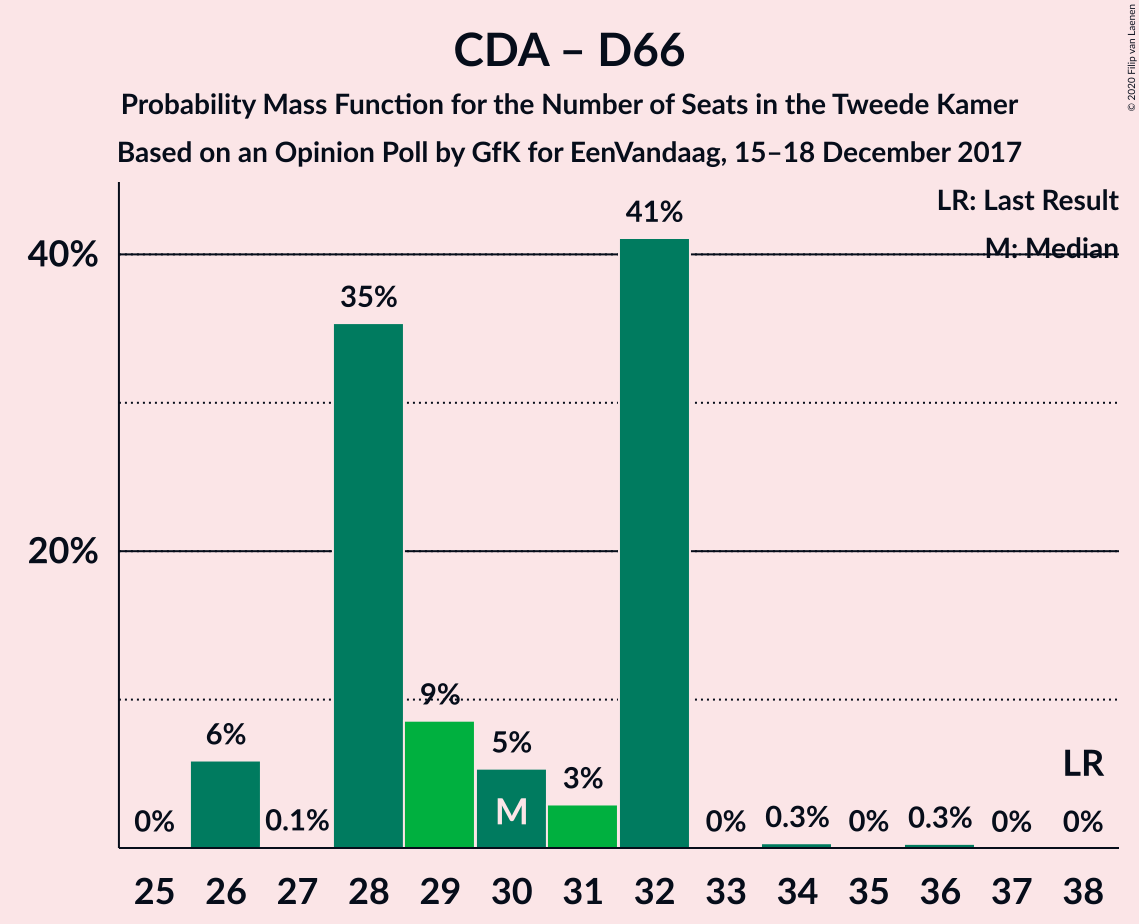 CDA – D66
Probability Mass Function for the Number of Seats in the Tweede Kamer
Based on an Opinion Poll by GfK for EenVandaag, 15–18 December 2017
© 2020 Filip van Laenen
LR: Last Result
M: Median
40%
20%
0%
6%
0.1%
35%
9%
5%
3%
41%
0%
0.3%
0%
0.3%
0%
0%
M
LR
25 26 27 28 29 30 31 32 33 34 35 36 37 38